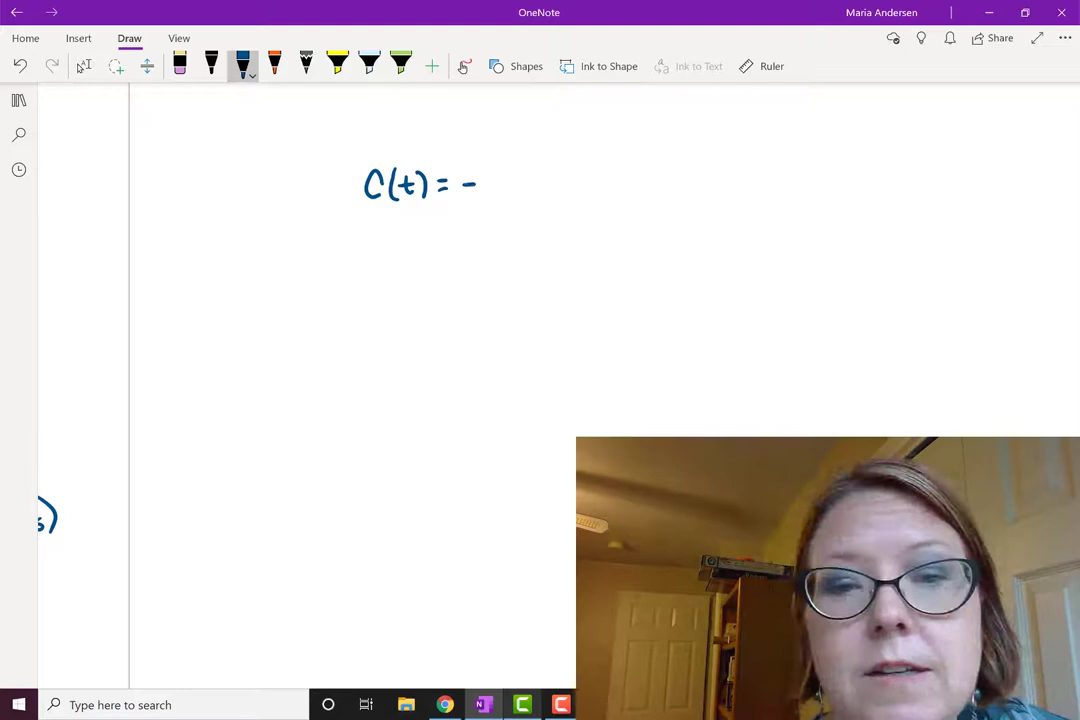 OneNote
Maria Andersen
Home Insert Draw View
Share
Shapes Ink to Shape Ink to Text Ruler
C(t) = -
s)
Type here to search